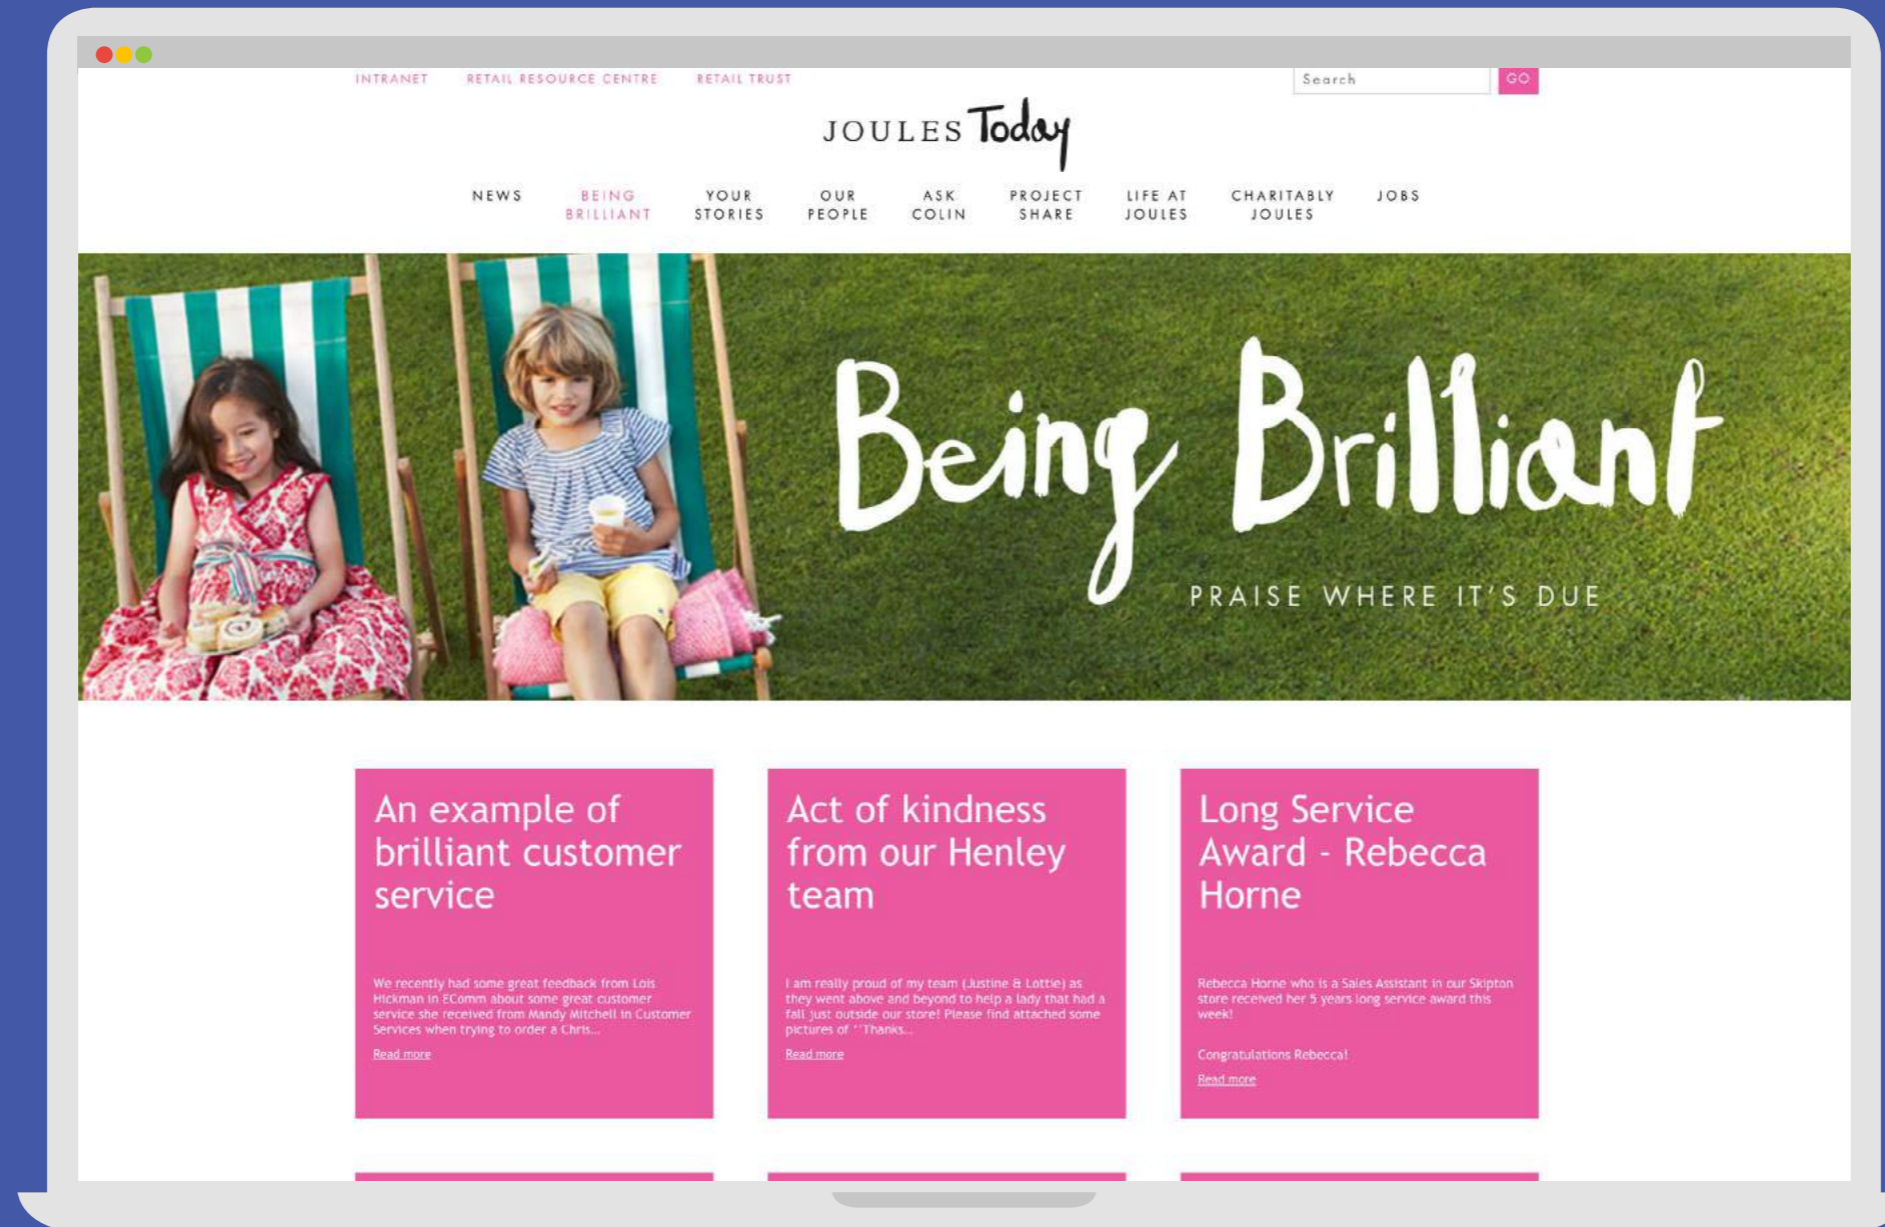 INTRANET RETAIL RESOURCE CENTRE RETAIL TRUST
Search GO
JOULES Today
NEWS
BEING
BRILLIANT
YOUR
STORIES
OUR
PEOPLE
ASK
COLIN
PROJECT
SHARE
LIFE AT
JOULES
CHARITABLY
JOULES
JOBS
Being Brilliant
PRAISE WHERE IT'S DUE
An example of
brilliant customer
service
We recently had some great feedback from Lois
Hickman in EComm about some great customer
service she received from Mandy Mitchell in Customer
Services when trying to order a Chris...
Read more
Act of kindness
from our Henley
team
I am really proud of my team (Justine & Lottie) as
they went above and beyond to help a lady that had a
fall just outside our store! Please find attached some
pictures of ''Thanks...
Read more
Long Service
Award - Rebecca
Horne
Rebecca Horne who is a Sales Assistant in our Skipton
store received her 5 years long service award this
week!
Congratulations Rebecca!
Read more